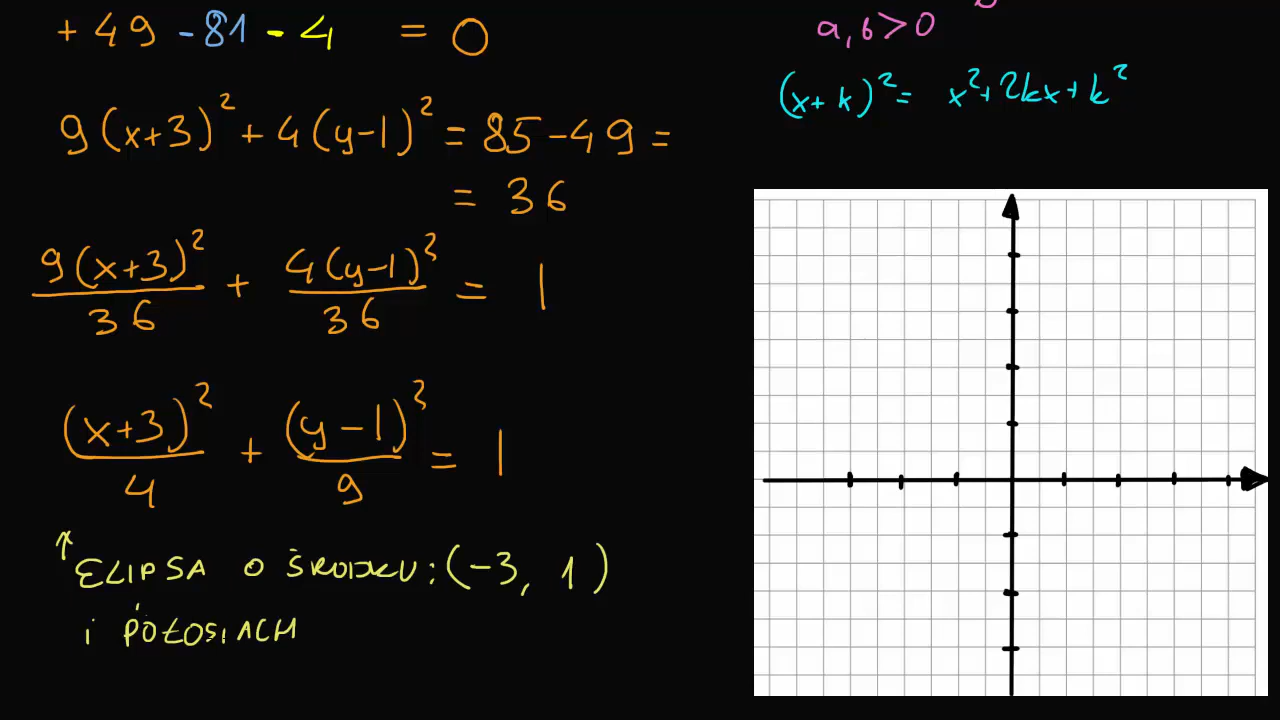 + 49 - 81 - 4 = 0
9(x+3)² + 4(y-1)² = 85 - 49 =
= 36
9(x+3)²/36 + 4(y-1)²/36 = 1
(x+3)²/4 + (y-1)²/9 = 1
↑ ELIPSA O ŚRODKU: (-3, 1)
i PÓŁOSIACH
a, b > 0
(x+k)² = x² + 2kx + k²